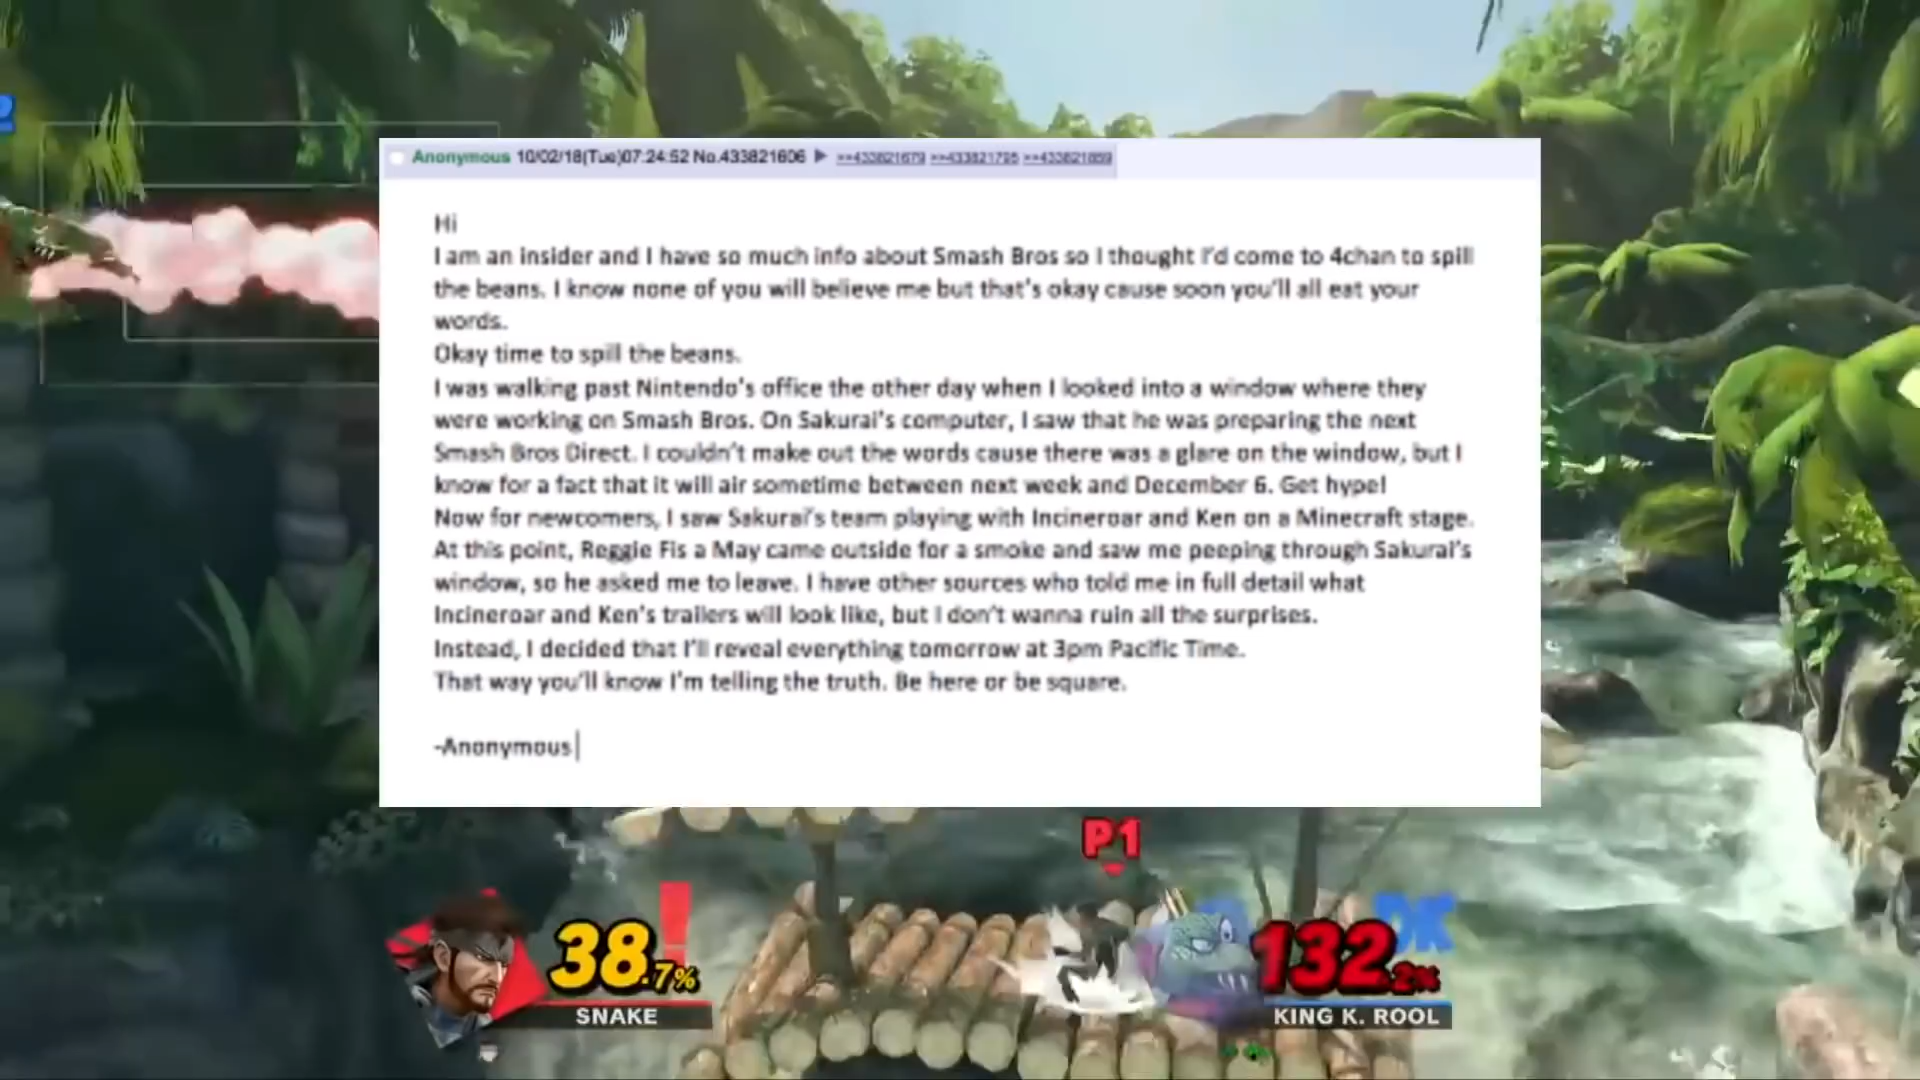 Anonymous 10/02/18(Tue)07:24:52 No.433821606 ▶ >>433821679 >>433821795 >>433821869
Hi
I am an insider and I have so much info about Smash Bros so I thought I'd come to 4chan to spill
the beans. I know none of you will believe me but that's okay cause soon you'll all eat your
words.
Okay time to spill the beans.
I was walking past Nintendo's office the other day when I looked into a window where they
were working on Smash Bros. On Sakurai's computer, I saw that he was preparing the next
Smash Bros Direct. I couldn't make out the words cause there was a glare on the window, but I
know for a fact that it will air sometime between next week and December 6. Get hype!
Now for newcomers, I saw Sakurai's team playing with Incineroar and Ken on a Minecraft stage.
At this point, Reggie Fis a May came outside for a smoke and saw me peeping through Sakurai's
window, so he asked me to leave. I have other sources who told me in full detail what
Incineroar and Ken's trailers will look like, but I don't wanna ruin all the surprises.
Instead, I decided that I'll reveal everything tomorrow at 3pm Pacific Time.
That way you'll know I'm telling the truth. Be here or be square.
-Anonymous
P1
38.7%
SNAKE
DK
132.2%
KING K. ROOL